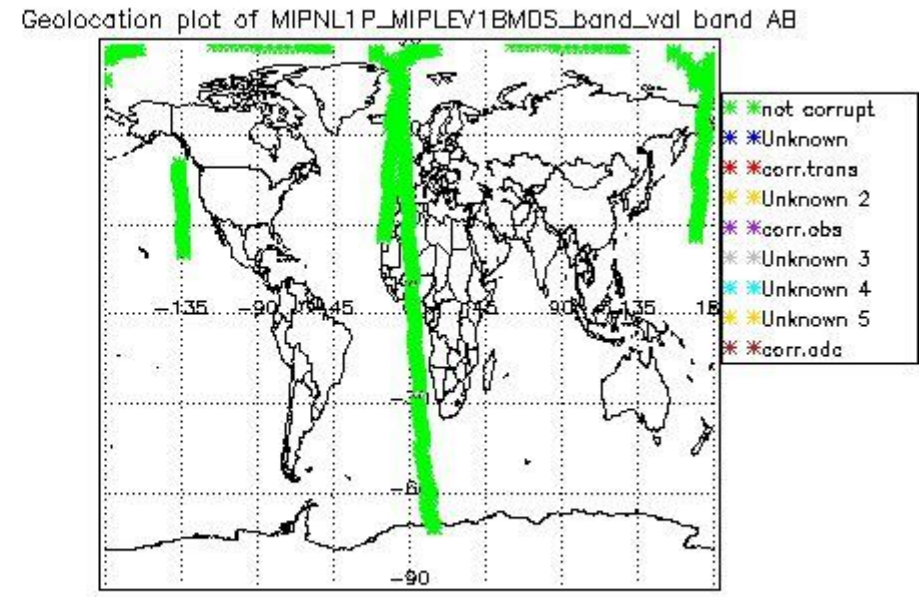 Geolocation plot of MIPNL1P_MIPLEV1BMDS_band_val band AB
not corrupt
Unknown
corr.trans
Unknown 2
corr.obs
Unknown 3
Unknown 4
Unknown 5
corr.adc
-135 -90 -45 45 90 135
-90